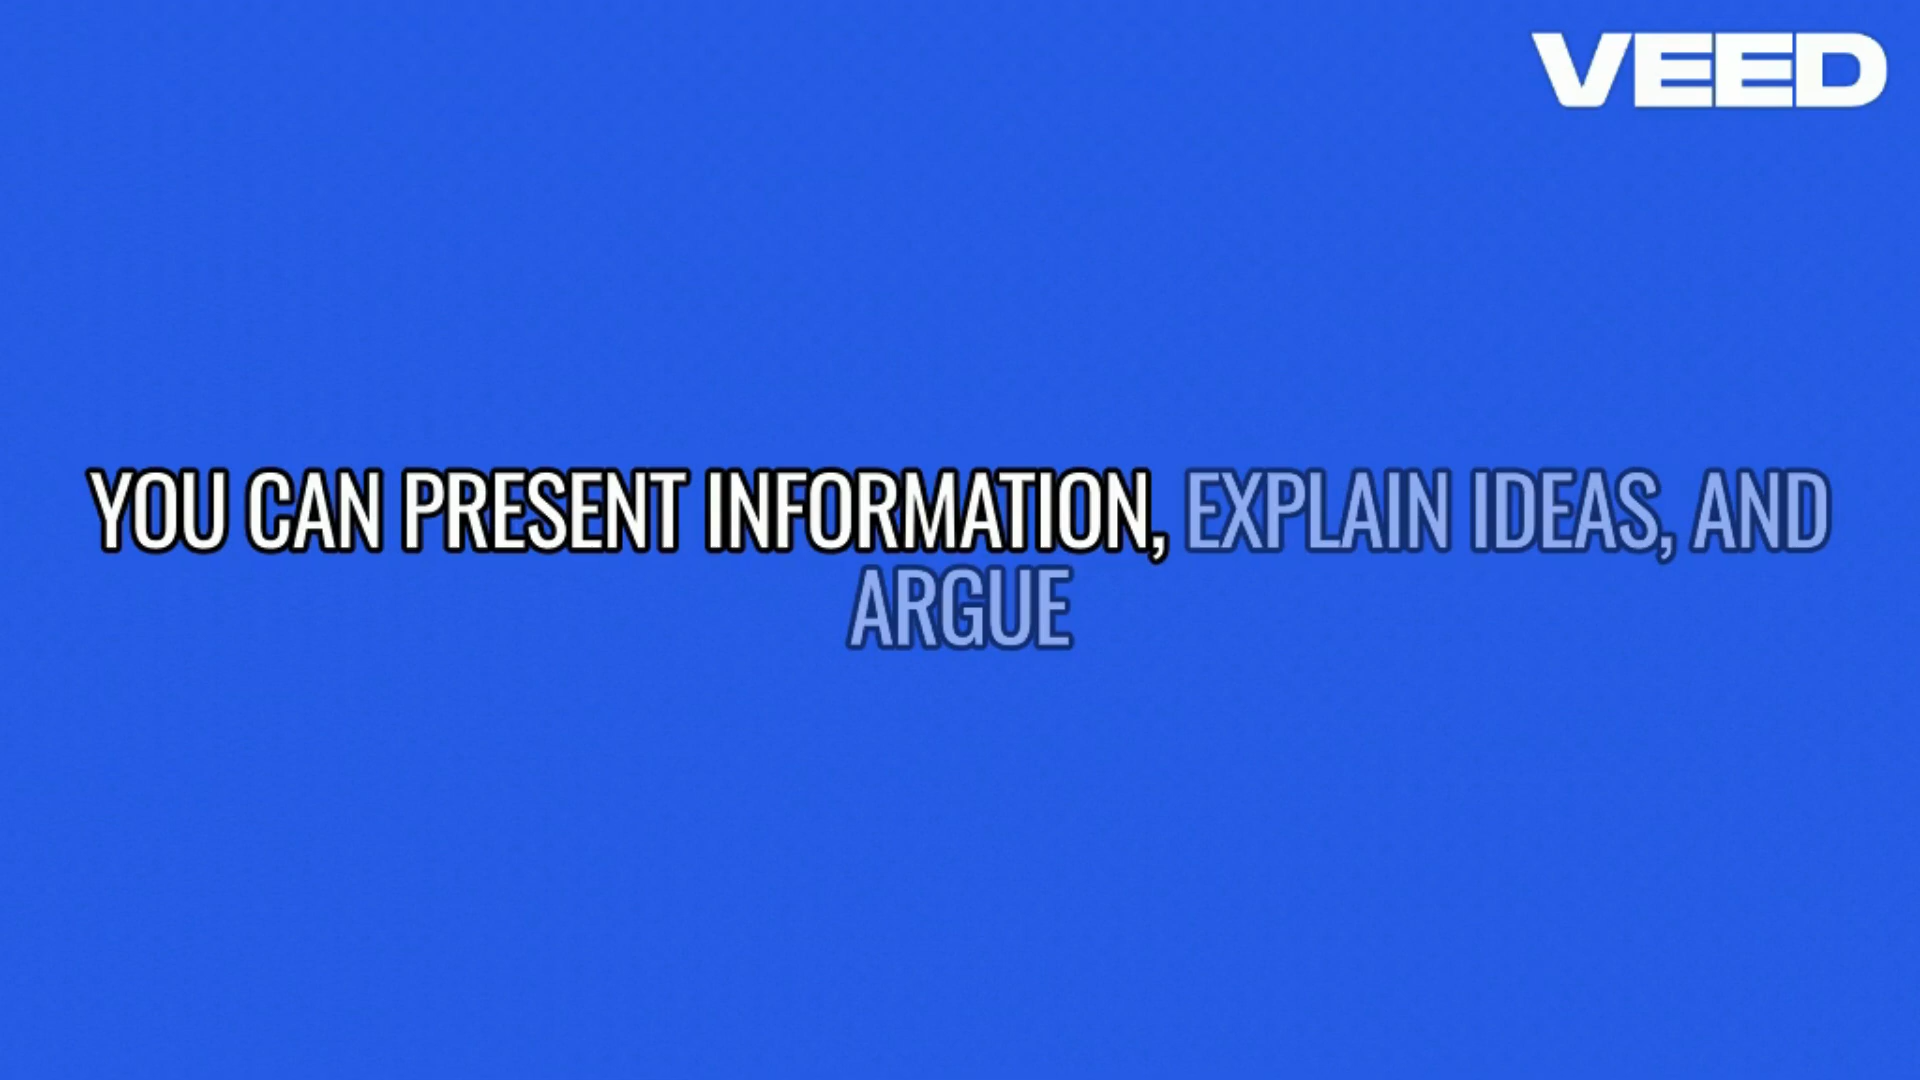 VEED
YOU CAN PRESENT INFORMATION, EXPLAIN IDEAS, AND
ARGUE